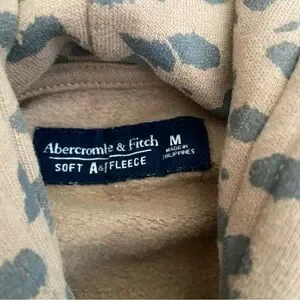 Abercrombie & Fitch
SOFT A&F FLEECE
M
MADE IN
PHILIPPINES